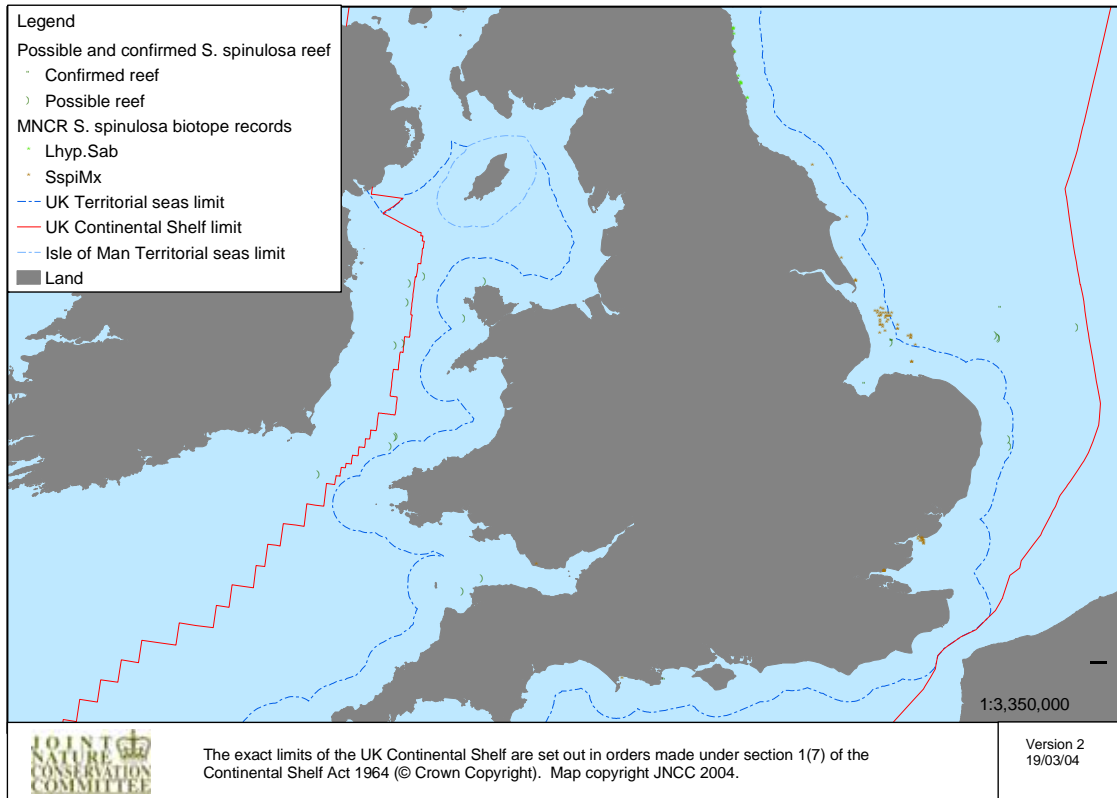 Legend
Possible and confirmed S. spinulosa reef
Confirmed reef
Possible reef
MNCR S. spinulosa biotope records
Lhyp.Sab
SspiMx
UK Territorial seas limit
UK Continental Shelf limit
Isle of Man Territorial seas limit
Land
1:3,350,000
JOINT
NATURE
CONSERVATION
COMMITTEE
The exact limits of the UK Continental Shelf are set out in orders made under section 1(7) of the
Continental Shelf Act 1964 (© Crown Copyright). Map copyright JNCC 2004.
Version 2
19/03/04